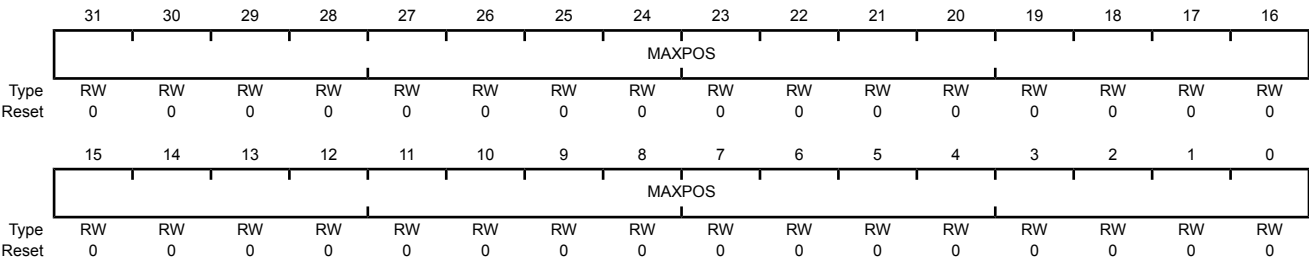 31 30 29 28 27 26 25 24 23 22 21 20 19 18 17 16
MAXPOS
Type RW RW RW RW RW RW RW RW RW RW RW RW RW RW RW RW
Reset 0 0 0 0 0 0 0 0 0 0 0 0 0 0 0 0
15 14 13 12 11 10 9 8 7 6 5 4 3 2 1 0
MAXPOS
Type RW RW RW RW RW RW RW RW RW RW RW RW RW RW RW RW
Reset 0 0 0 0 0 0 0 0 0 0 0 0 0 0 0 0